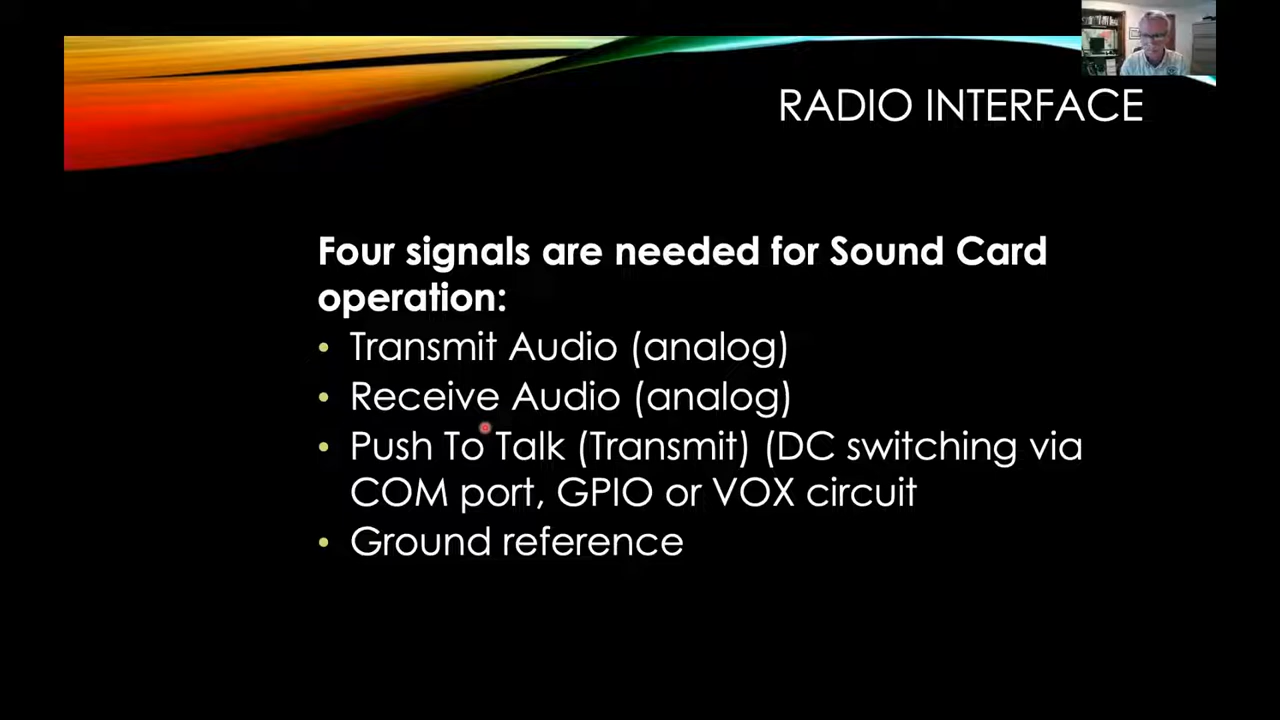 RADIO INTERFACE
Four signals are needed for Sound Card
operation:
• Transmit Audio (analog)
• Receive Audio (analog)
• Push To Talk (Transmit) (DC switching via
COM port, GPIO or VOX circuit
• Ground reference